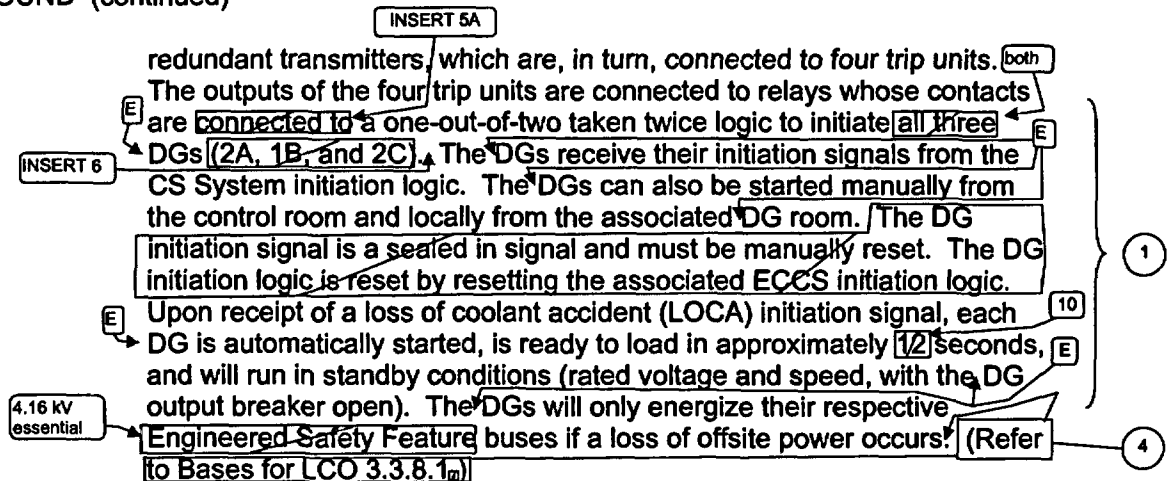 OUND (continued)
INSERT 5A
redundant transmitters, which are, in turn, connected to four trip units. both
The outputs of the four trip units are connected to relays whose contacts
E are connected to a one-out-of-two taken twice logic to initiate all three E
INSERT 6 DGs (2A, 1B, and 2C). The DGs receive their initiation signals from the
CS System initiation logic. The DGs can also be started manually from
the control room and locally from the associated DG room. The DG
initiation signal is a sealed in signal and must be manually reset. The DG 1
initiation logic is reset by resetting the associated ECCS initiation logic.
E Upon receipt of a loss of coolant accident (LOCA) initiation signal, each 10
DG is automatically started, is ready to load in approximately 12 seconds, E
and will run in standby conditions (rated voltage and speed, with the DG
4.16 kV output breaker open). The DGs will only energize their respective
essential Engineered Safety Feature buses if a loss of offsite power occurs. (Refer 4
to Bases for LCO 3.3.8.1.)